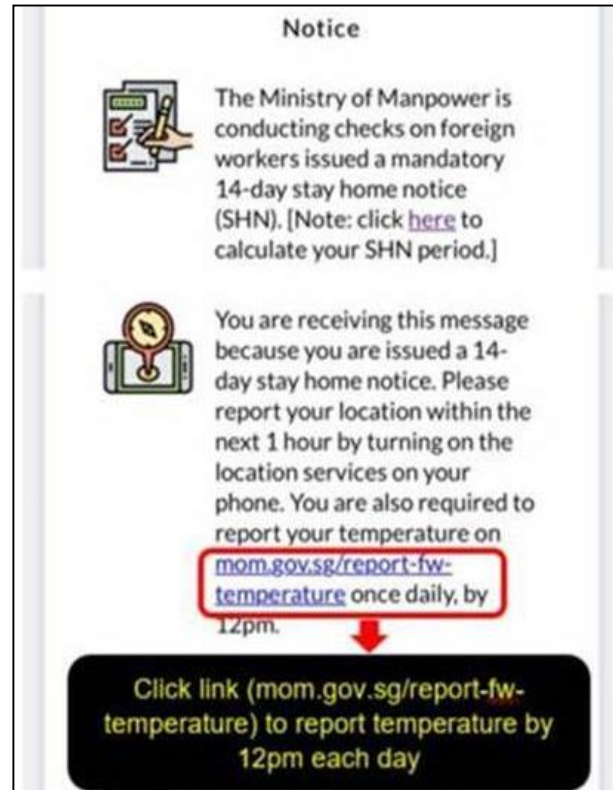 Notice
The Ministry of Manpower is
conducting checks on foreign
workers issued a mandatory
14-day stay home notice
(SHN). [Note: click here to
calculate your SHN period.]
You are receiving this message
because you are issued a 14-
day stay home notice. Please
report your location within the
next 1 hour by turning on the
location services on your
phone. You are also required to
report your temperature on
mom.gov.sg/report-fw-
temperature once daily, by
12pm.
Click link (mom.gov.sg/report-fw-
temperature) to report temperature by
12pm each day